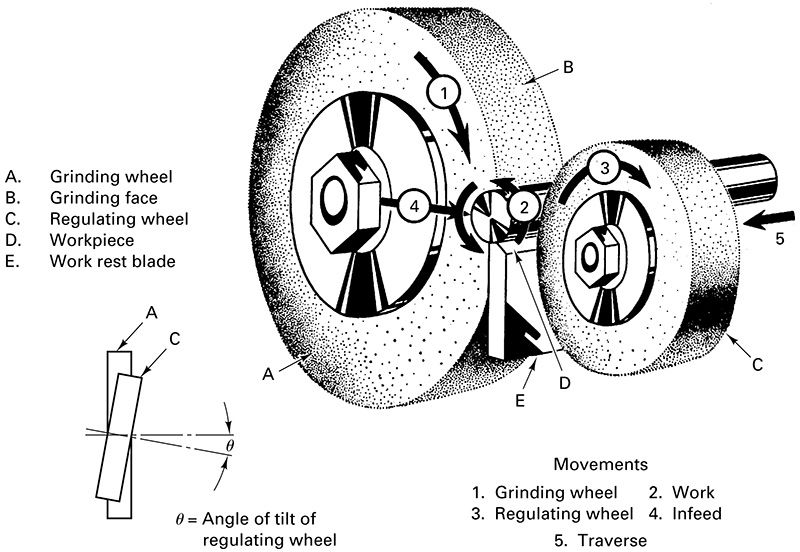 A. Grinding wheel
B. Grinding face
C. Regulating wheel
D. Workpiece
E. Work rest blade
1
B
3
4
2
5
A
C
A
D
C
E
θ
θ = Angle of tilt of
regulating wheel
Movements
1. Grinding wheel 2. Work
3. Regulating wheel 4. Infeed
5. Traverse